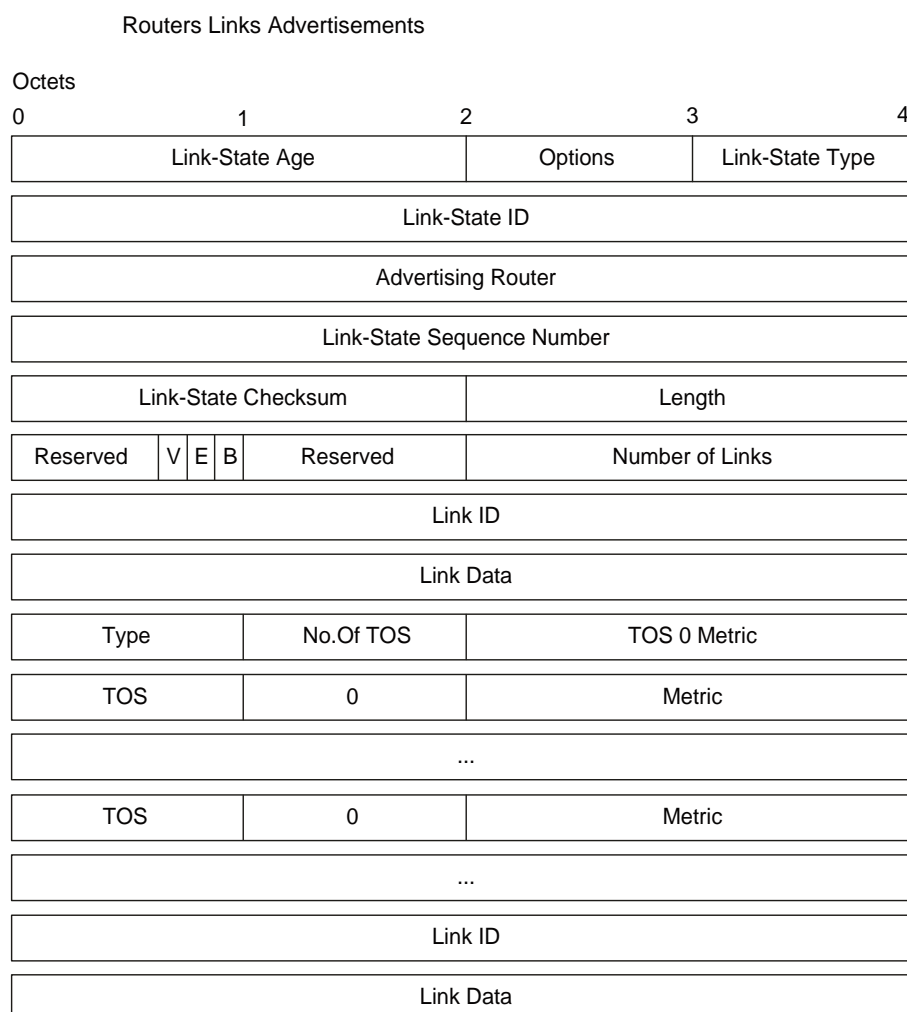 Routers Links Advertisements
Octets
0 1 2 3 4
Link-State Age Options Link-State Type
Link-State ID
Advertising Router
Link-State Sequence Number
Link-State Checksum Length
Reserved V E B Reserved Number of Links
Link ID
Link Data
Type No.Of TOS TOS 0 Metric
TOS 0 Metric
...
TOS 0 Metric
...
Link ID
Link Data